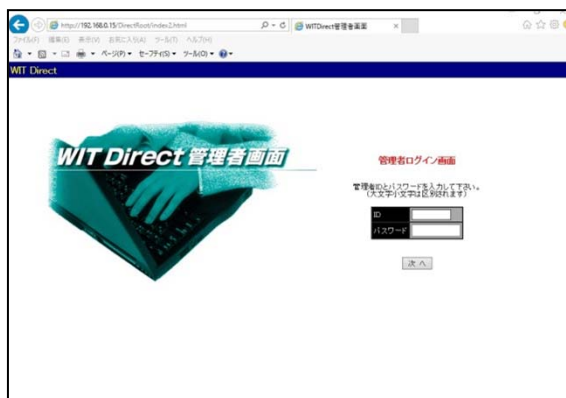 http://192.168.0.15/DirectRoot/index2.html
WITDirect管理者画面
ファイル(F) 編集(E) 表示(V) お気に入り(A) ツール(T) ヘルプ(H)
ページ(P) セーフティ(S) ツール(O)
WIT Direct
WIT Direct 管理者画面
管理者ログイン画面
管理者IDとパスワードを入力して下さい。
(大文字小文字は区別されます)
ID
パスワード
次 へ